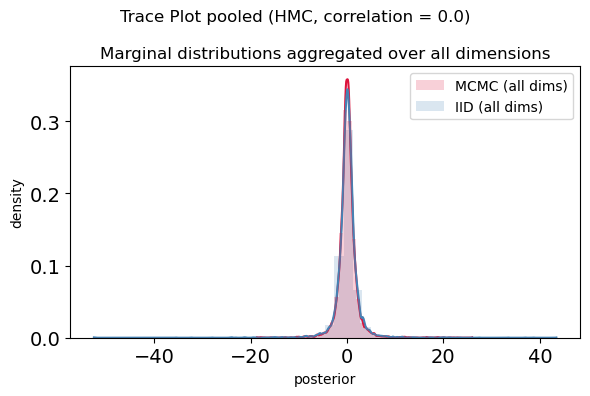 Trace Plot pooled (HMC, correlation = 0.0)
Marginal distributions aggregated over all dimensions
MCMC (all dims)
IID (all dims)
density
0.3
0.2
0.1
0.0
−40
−20
0
20
40
posterior